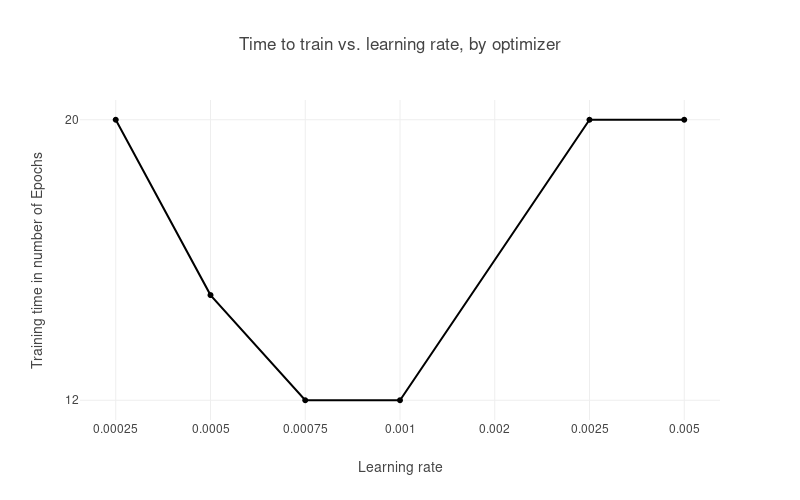 Time to train vs. learning rate, by optimizer
20
12
Training time in number of Epochs
0.00025 0.0005 0.00075 0.001 0.002 0.0025 0.005
Learning rate